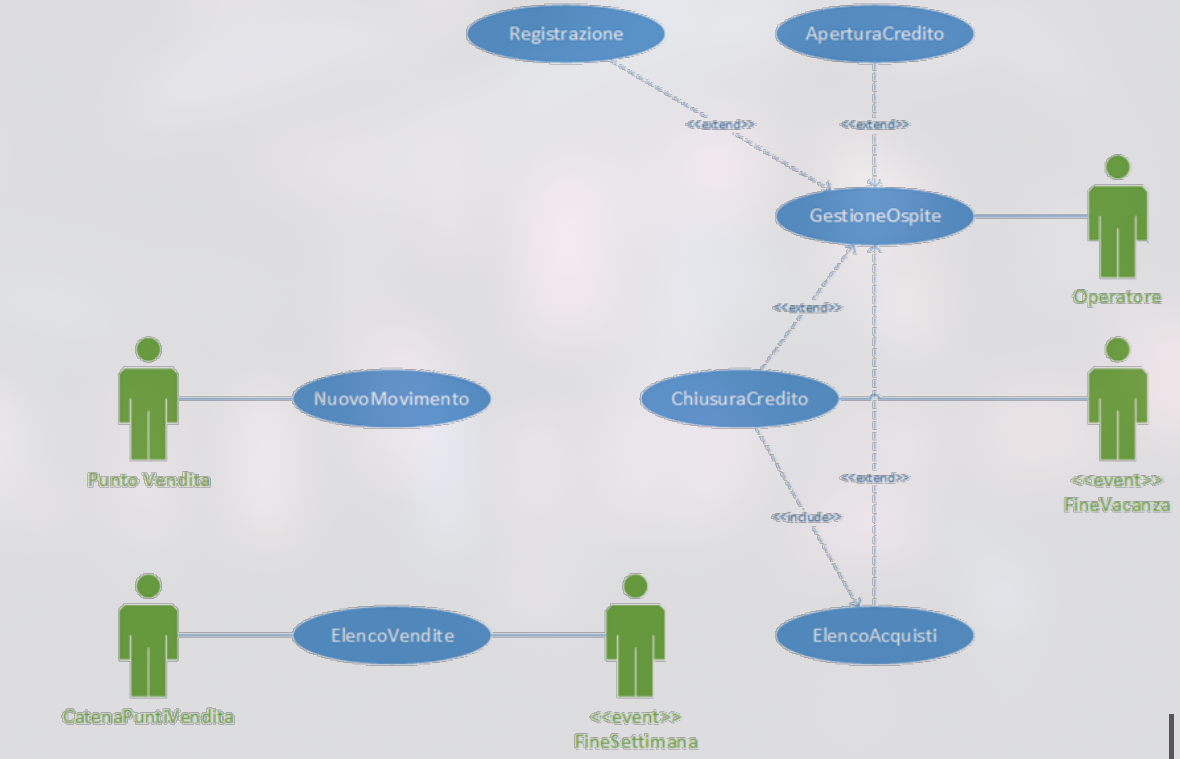 Registrazione
AperturaCredito
<<extend>>
<<extend>>
GestioneOspite
Operatore
<<extend>>
NuovoMovimento
ChiusuraCredito
Punto Vendita
<<extend>>
<<event>>
FineVacanza
<<include>>
ElencoVendite
ElencoAcquisti
CatenaPuntiVendita
<<event>>
FineSettimana